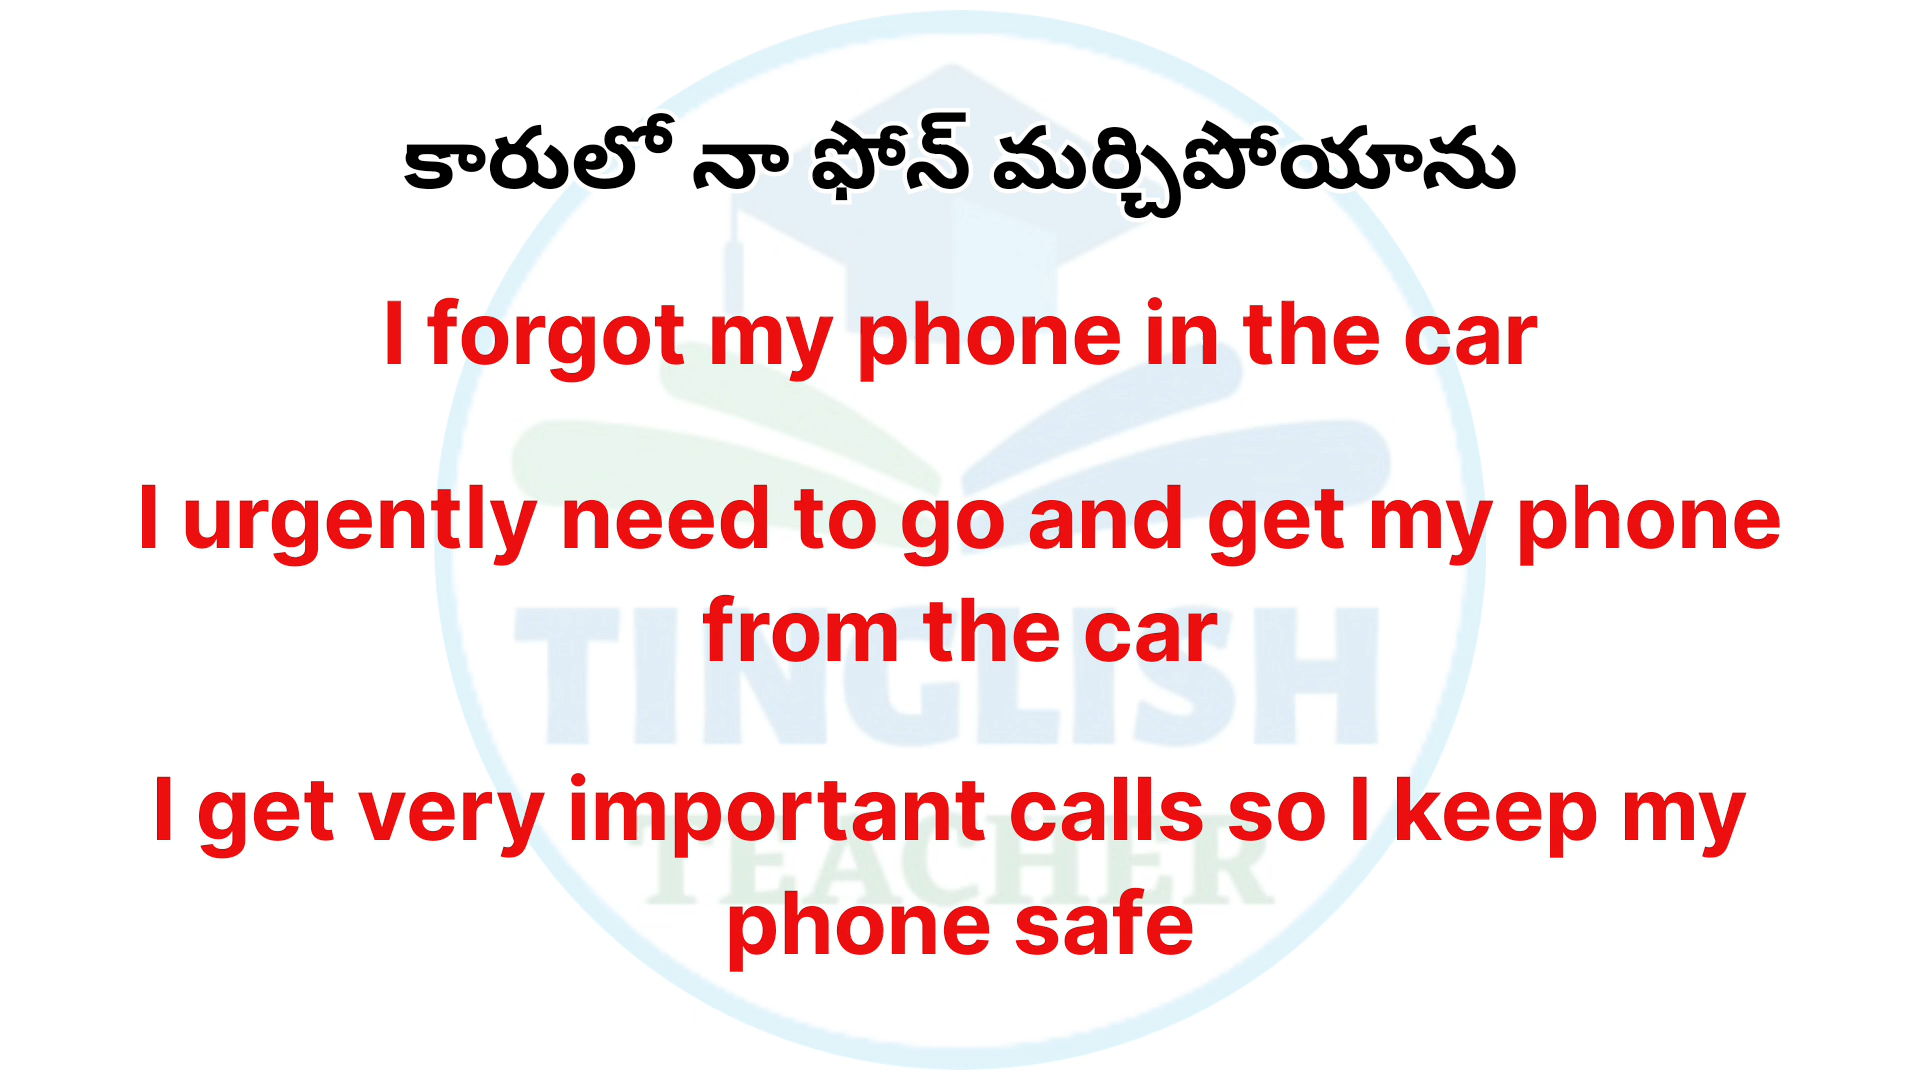 కారులో నా ఫోన్ మర్చిపోయాను
I forgot my phone in the car
I urgently need to go and get my phone
from the car
TINGLISH
I get very important calls so I keep my
TEACHER
phone safe